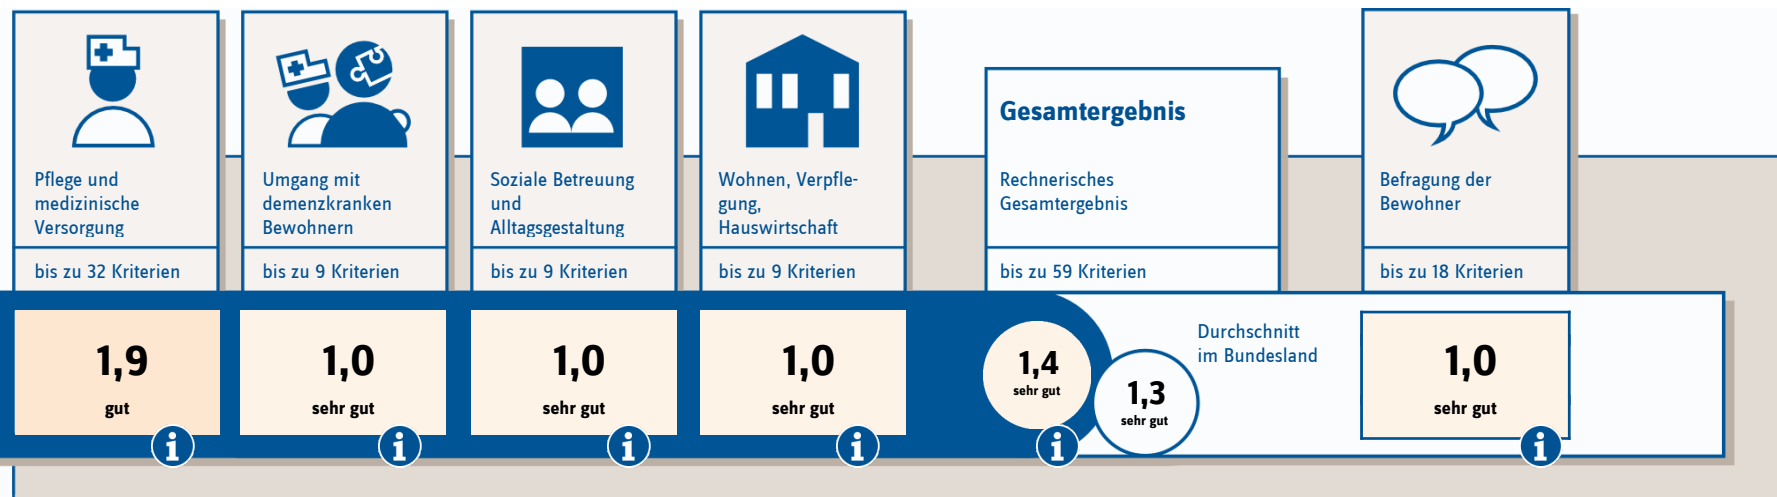 Pflege und
medizinische
Versorgung
bis zu 32 Kriterien
1,9
gut
i
Umgang mit
demenzkranken
Bewohnern
bis zu 9 Kriterien
1,0
sehr gut
i
Soziale Betreuung
und
Alltagsgestaltung
bis zu 9 Kriterien
1,0
sehr gut
i
Wohnen, Verpfle-
gung,
Hauswirtschaft
bis zu 9 Kriterien
1,0
sehr gut
i
Gesamtergebnis
Rechnerisches
Gesamtergebnis
bis zu 59 Kriterien
1,4
sehr gut
i
1,3
sehr gut
Durchschnitt
im Bundesland
Befragung der
Bewohner
bis zu 18 Kriterien
1,0
sehr gut
i